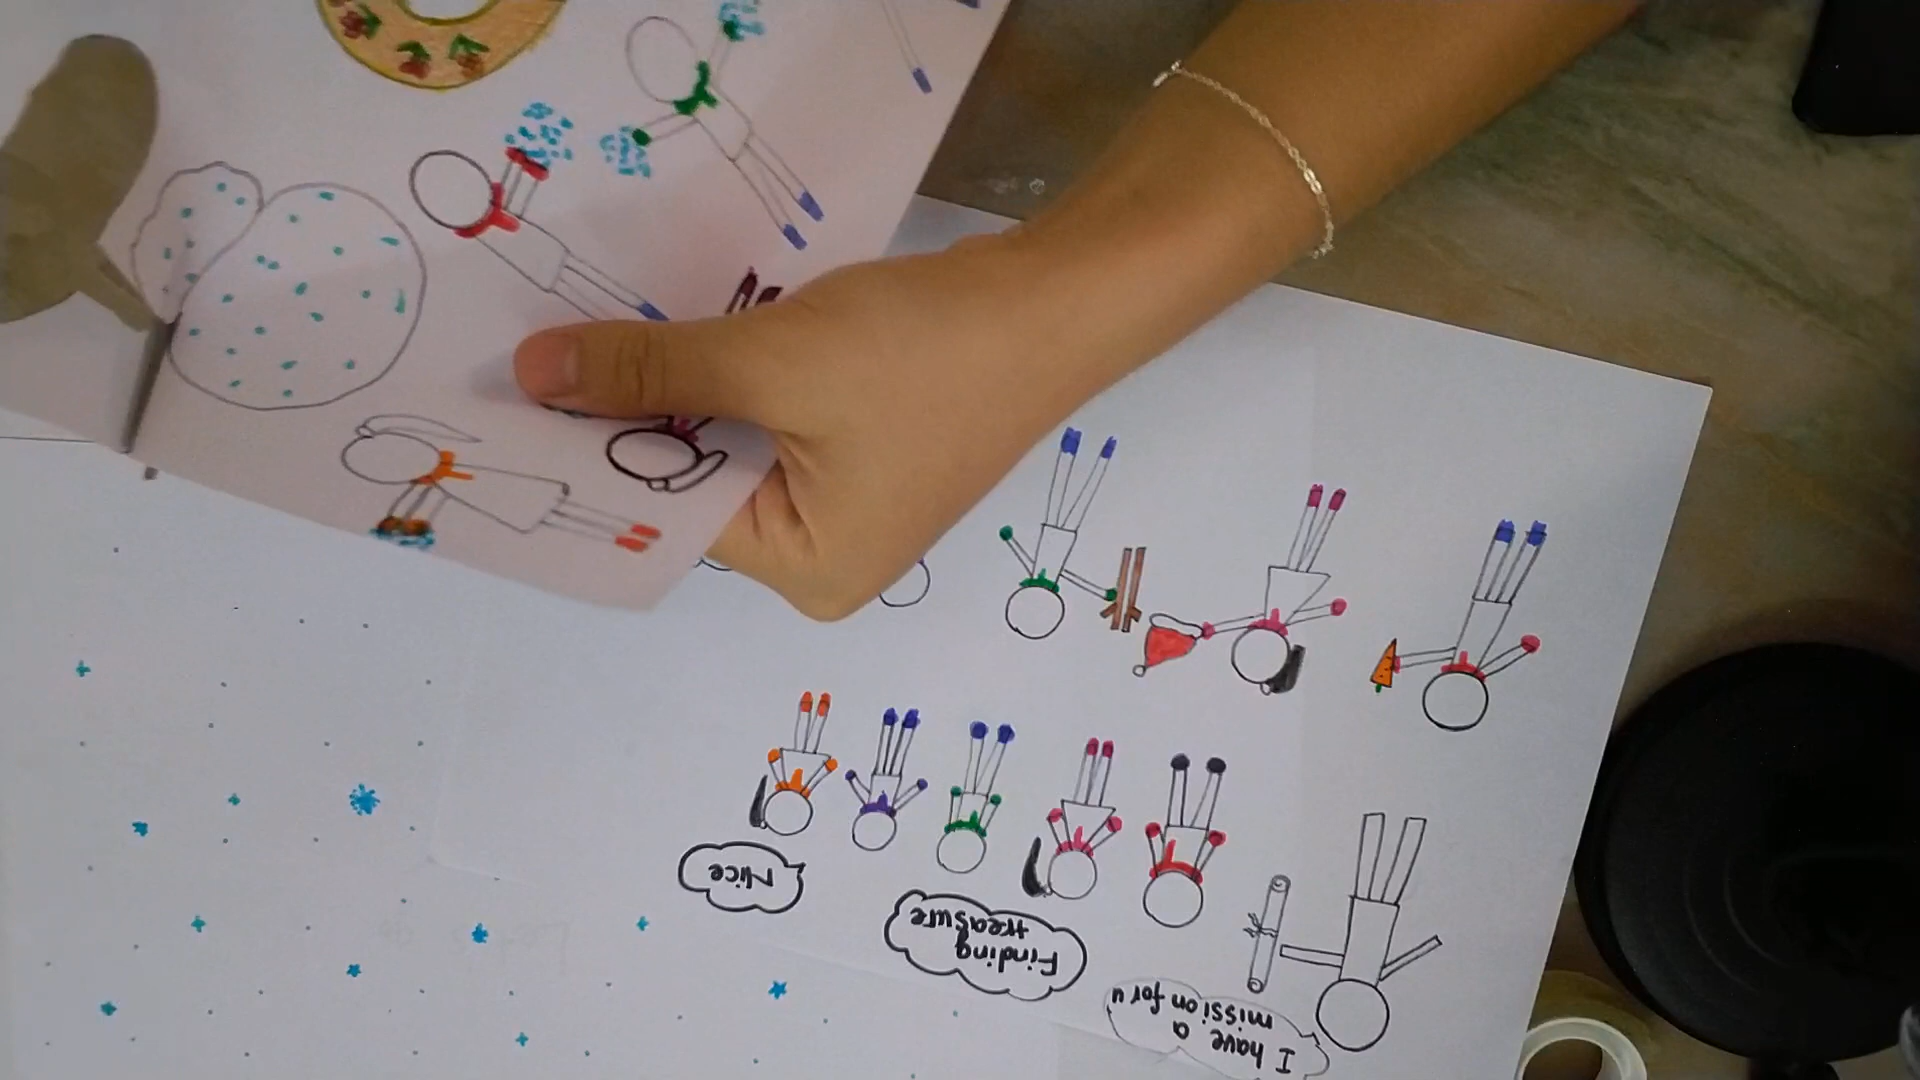 I have a
mission for u
Finding
treasure
Nice